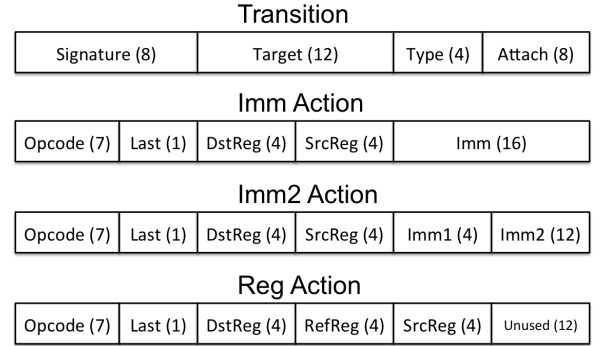 Transition
Signature (8) Target (12) Type (4) Attach (8)
Imm Action
Opcode (7) Last (1) DstReg (4) SrcReg (4) Imm (16)
Imm2 Action
Opcode (7) Last (1) DstReg (4) SrcReg (4) Imm1 (4) Imm2 (12)
Reg Action
Opcode (7) Last (1) DstReg (4) RefReg (4) SrcReg (4) Unused (12)